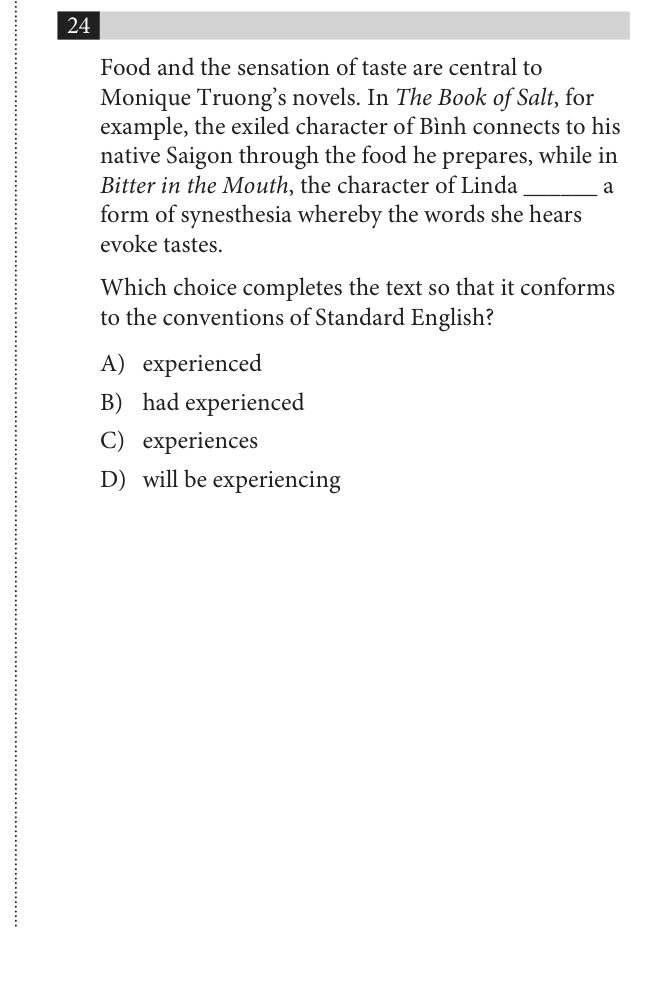 24
Food and the sensation of taste are central to
Monique Truong’s novels. In The Book of Salt, for
example, the exiled character of Bình connects to his
native Saigon through the food he prepares, while in
Bitter in the Mouth, the character of Linda ______ a
form of synesthesia whereby the words she hears
evoke tastes.
Which choice completes the text so that it conforms
to the conventions of Standard English?
A) experienced
B) had experienced
C) experiences
D) will be experiencing